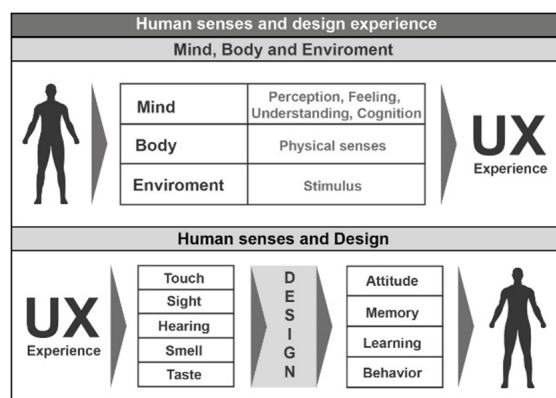 Human senses and design experience
Mind, Body and Enviroment
Mind
Perception, Feeling,
Understanding, Cognition
Body
Physical senses
Enviroment
Stimulus
UX
Experience
Human senses and Design
UX
Experience
Touch
Sight
Hearing
Smell
Taste
DESIGN
Attitude
Memory
Learning
Behavior